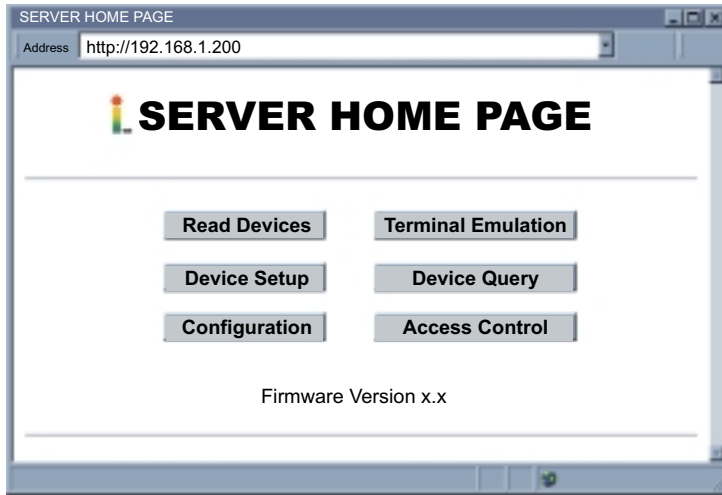 SERVER HOME PAGE
Address http://192.168.1.200
i. SERVER HOME PAGE
Read Devices Terminal Emulation
Device Setup Device Query
Configuration Access Control
Firmware Version x.x